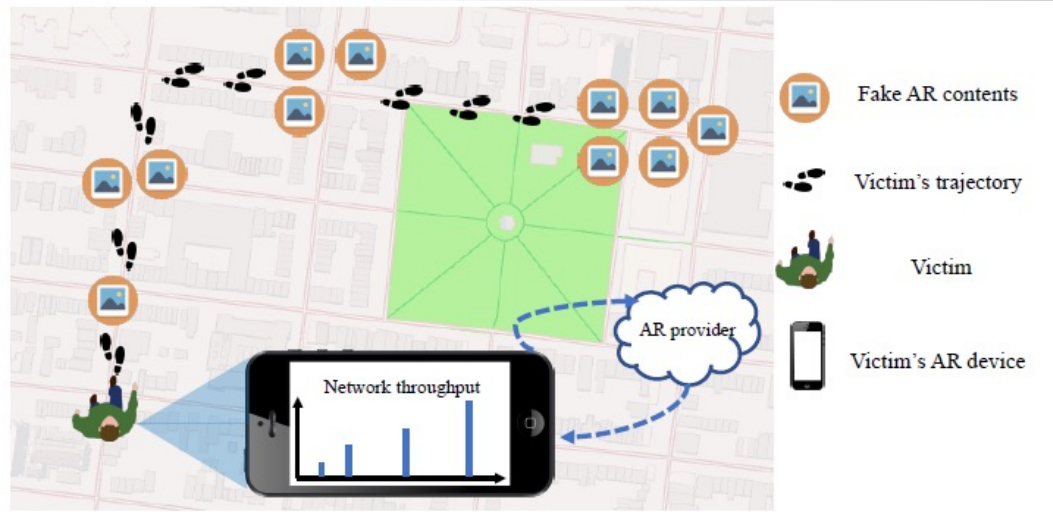 Fake AR contents
Victim's trajectory
Victim
AR provider
Victim's AR device
Network throughput